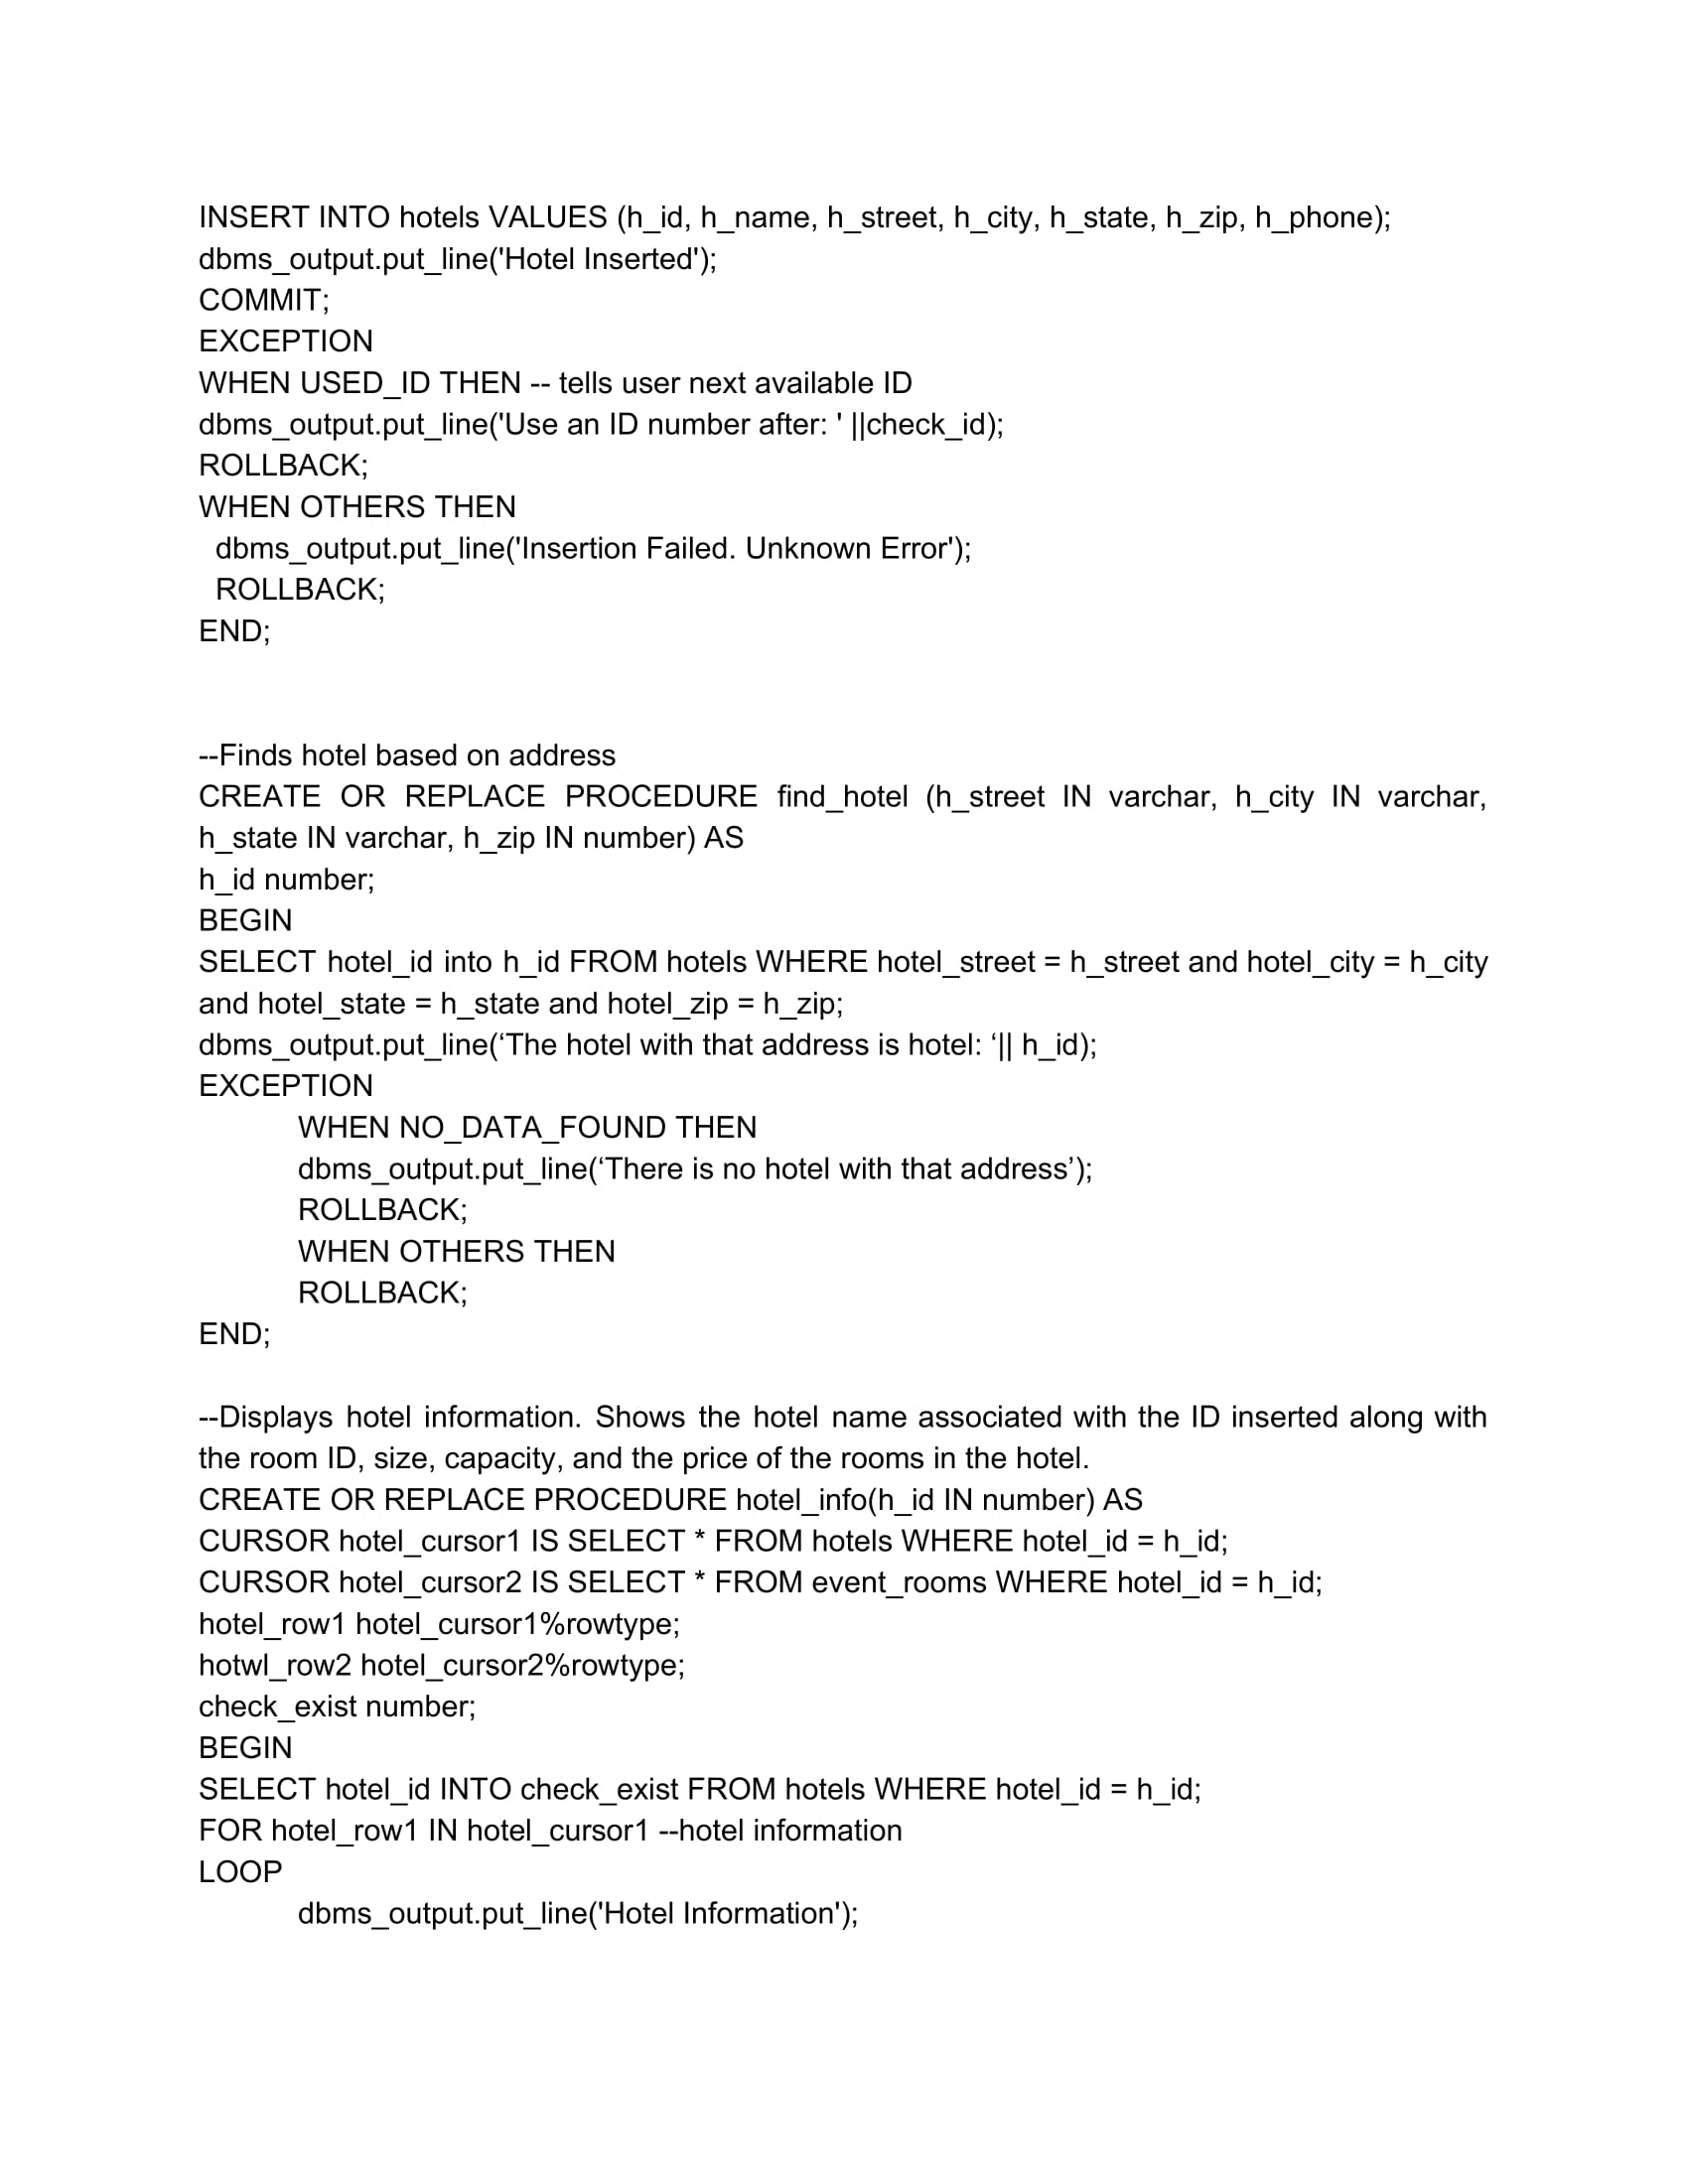 INSERT INTO hotels VALUES (h_id, h_name, h_street, h_city, h_state, h_zip, h_phone);
dbms_output.put_line('Hotel Inserted');
COMMIT;
EXCEPTION
WHEN USED_ID THEN -- tells user next available ID
dbms_output.put_line('Use an ID number after: ' ||check_id);
ROLLBACK;
WHEN OTHERS THEN
  dbms_output.put_line('Insertion Failed. Unknown Error');
  ROLLBACK;
END;
--Finds hotel based on address
CREATE OR REPLACE PROCEDURE find_hotel (h_street IN varchar, h_city IN varchar,
h_state IN varchar, h_zip IN number) AS
h_id number;
BEGIN
SELECT hotel_id into h_id FROM hotels WHERE hotel_street = h_street and hotel_city = h_city
and hotel_state = h_state and hotel_zip = h_zip;
dbms_output.put_line(‘The hotel with that address is hotel: ‘|| h_id);
EXCEPTION
WHEN NO_DATA_FOUND THEN
dbms_output.put_line(‘There is no hotel with that address’);
ROLLBACK;
WHEN OTHERS THEN
ROLLBACK;
END;
--Displays hotel information. Shows the hotel name associated with the ID inserted along with
the room ID, size, capacity, and the price of the rooms in the hotel.
CREATE OR REPLACE PROCEDURE hotel_info(h_id IN number) AS
CURSOR hotel_cursor1 IS SELECT * FROM hotels WHERE hotel_id = h_id;
CURSOR hotel_cursor2 IS SELECT * FROM event_rooms WHERE hotel_id = h_id;
hotel_row1 hotel_cursor1%rowtype;
hotwl_row2 hotel_cursor2%rowtype;
check_exist number;
BEGIN
SELECT hotel_id INTO check_exist FROM hotels WHERE hotel_id = h_id;
FOR hotel_row1 IN hotel_cursor1 --hotel information
LOOP
dbms_output.put_line('Hotel Information');